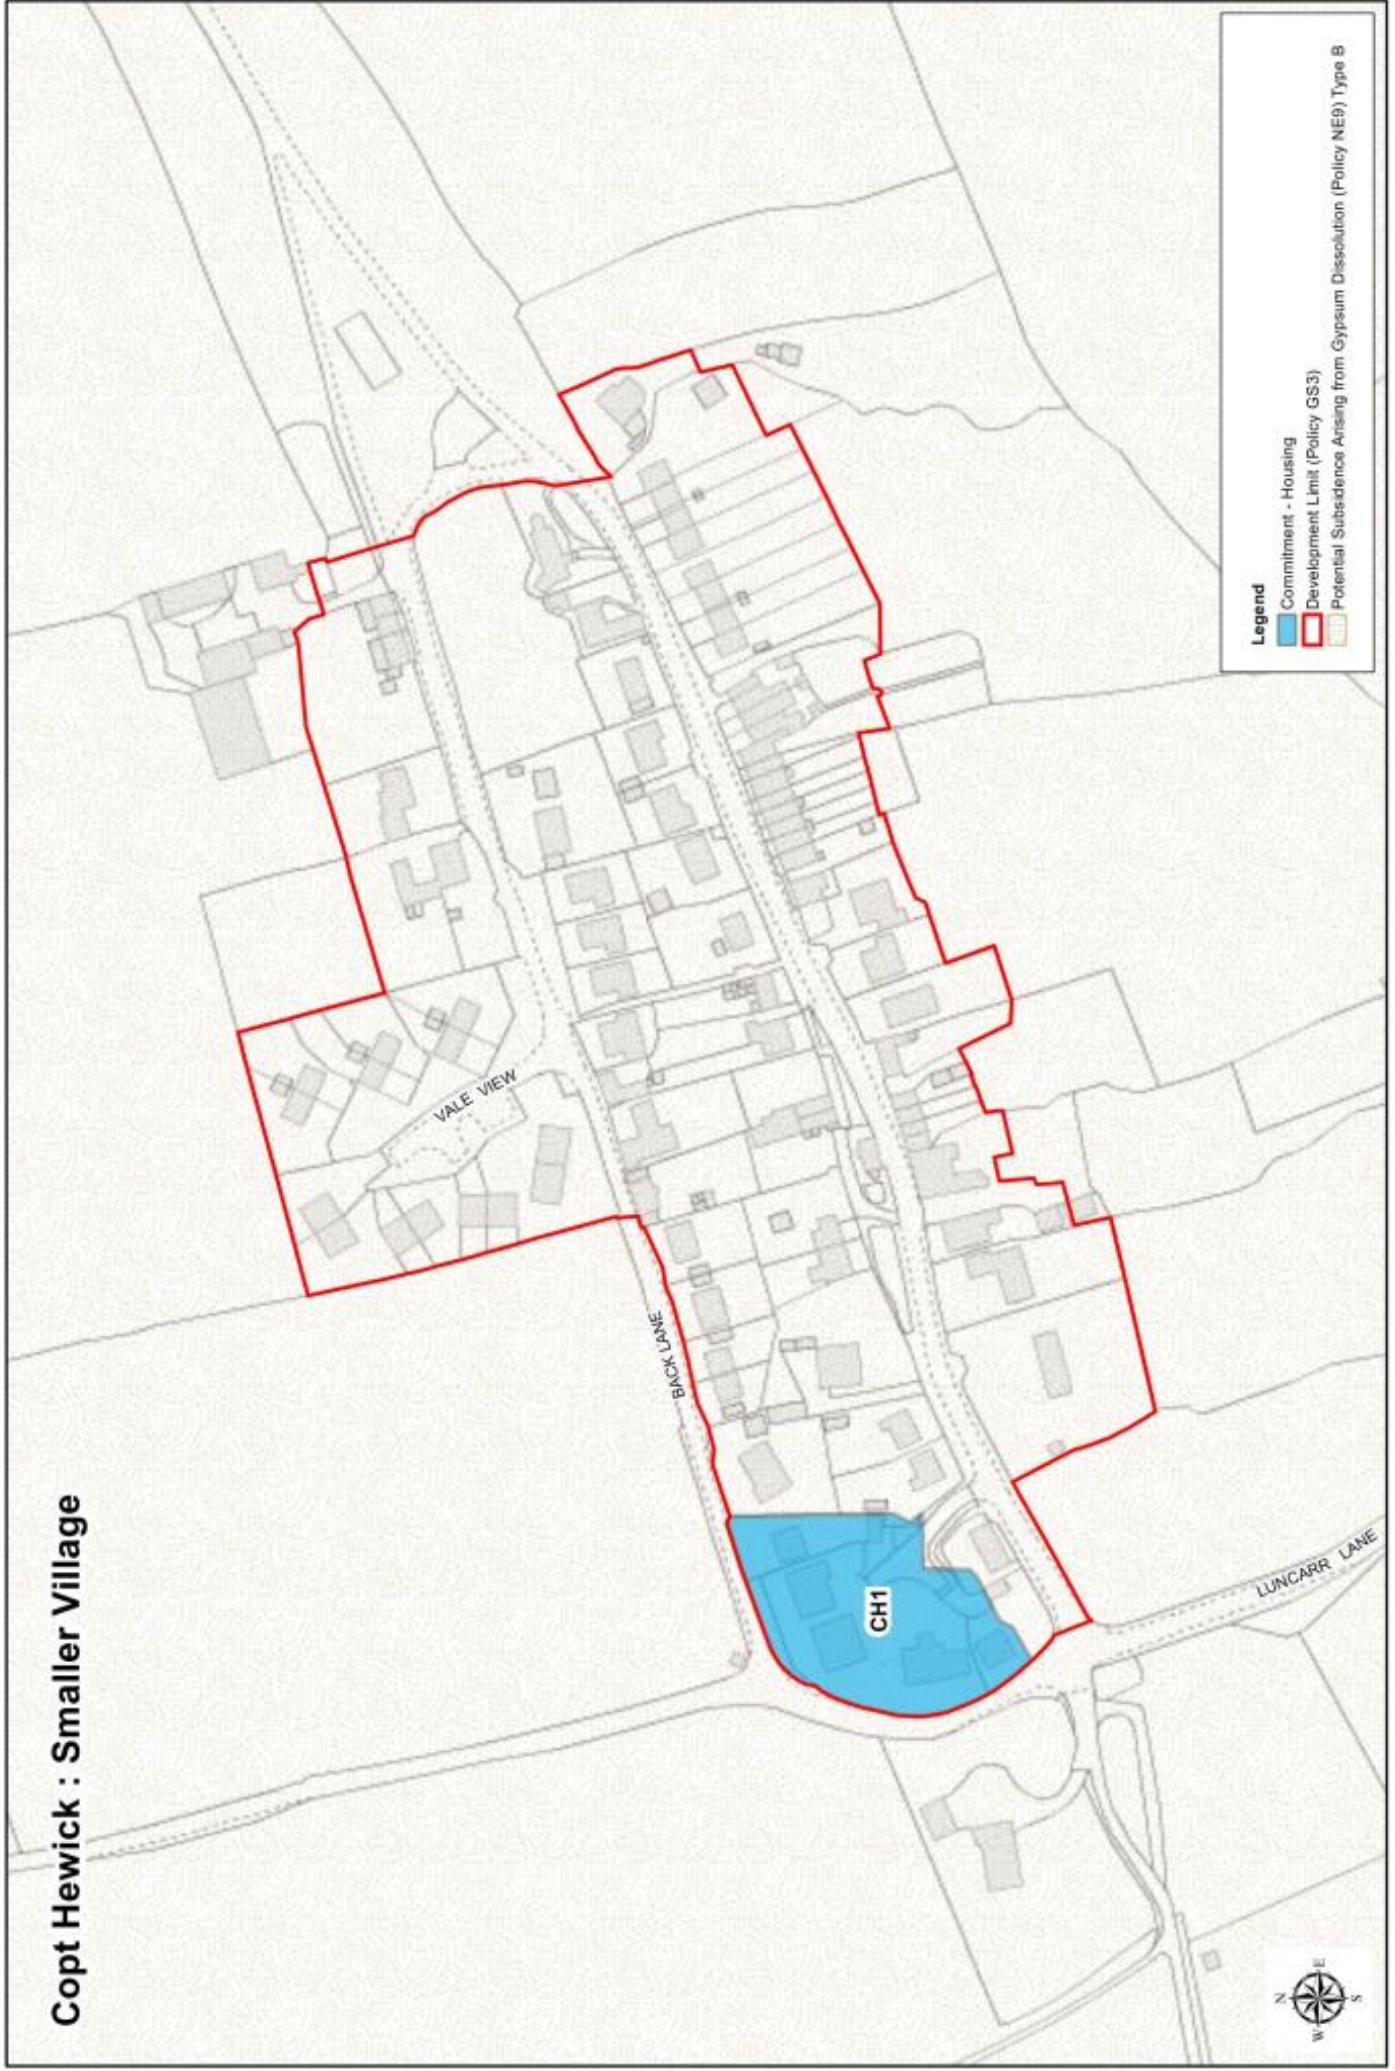 Copt Hewick : Smaller Village
VALE VIEW
BACK LANE
CH1
LUNCARR LANE
N
W E
S
Legend
Commitment - Housing
Development Limit (Policy GS3)
Potential Subsidence Arising from Gypsum Dissolution (Policy NE9) Type B